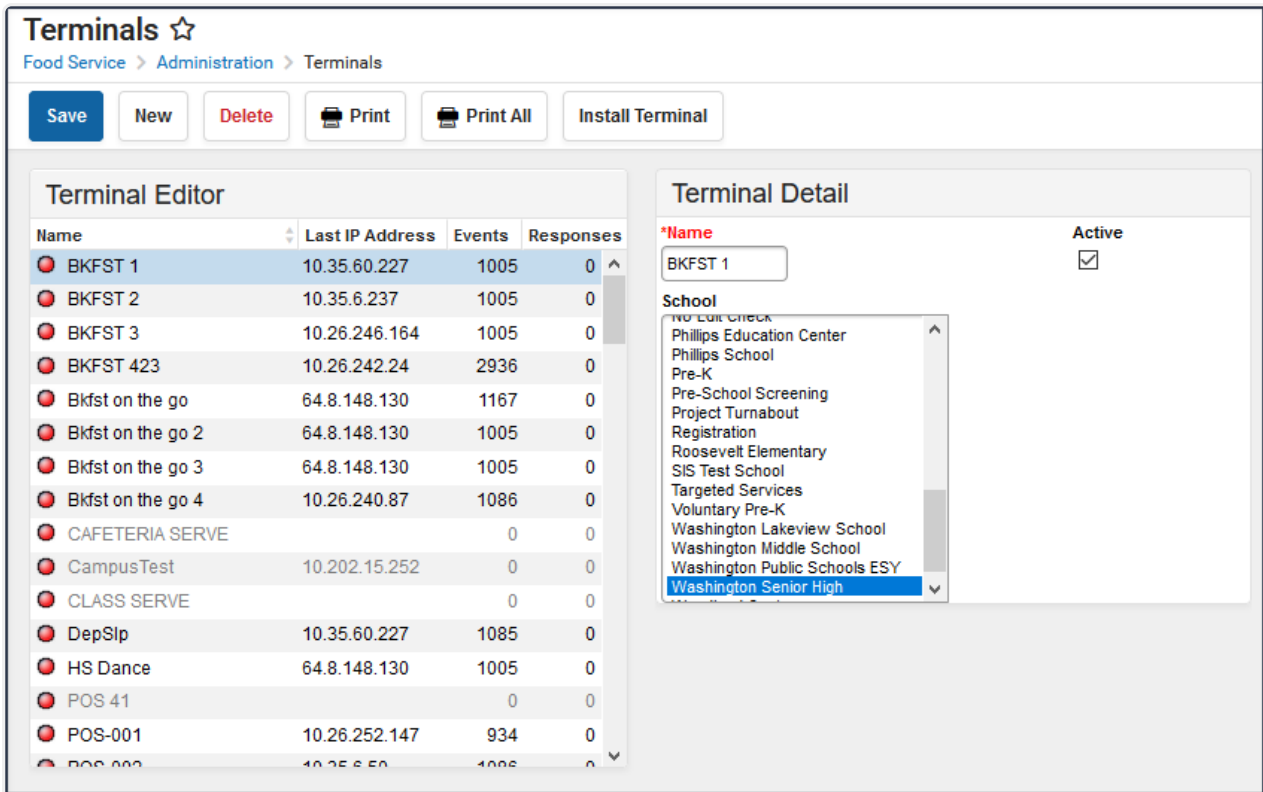 Terminals
Food Service > Administration > Terminals
Save New Delete Print Print All Install Terminal
Terminal Editor
Name Last IP Address Events Responses
BKFST 1 10.35.60.227 1005 0
BKFST 2 10.35.6.237 1005 0
BKFST 3 10.26.246.164 1005 0
BKFST 423 10.26.242.24 2936 0
Bkfst on the go 64.8.148.130 1167 0
Bkfst on the go 2 64.8.148.130 1005 0
Bkfst on the go 3 64.8.148.130 1005 0
Bkfst on the go 4 10.26.240.87 1086 0
CAFETERIA SERVE 0 0
CampusTest 10.202.15.252 0 0
CLASS SERVE 0 0
DepSlp 10.35.60.227 1085 0
HS Dance 64.8.148.130 1005 0
POS 41 0 0
POS-001 10.26.252.147 934 0
Terminal Detail
*Name Active
BKFST 1
School
No Edit Check
Phillips Education Center
Phillips School
Pre-K
Pre-School Screening
Project Turnabout
Registration
Roosevelt Elementary
SIS Test School
Targeted Services
Voluntary Pre-K
Washington Lakeview School
Washington Middle School
Washington Public Schools ESY
Washington Senior High